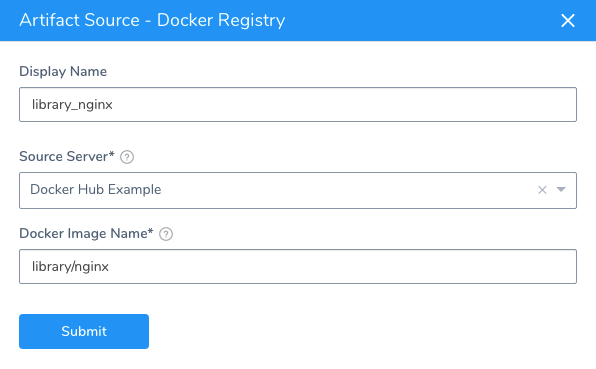 Artifact Source - Docker Registry
Display Name
library_nginx
Source Server*
Docker Hub Example
Docker Image Name*
library/nginx
Submit